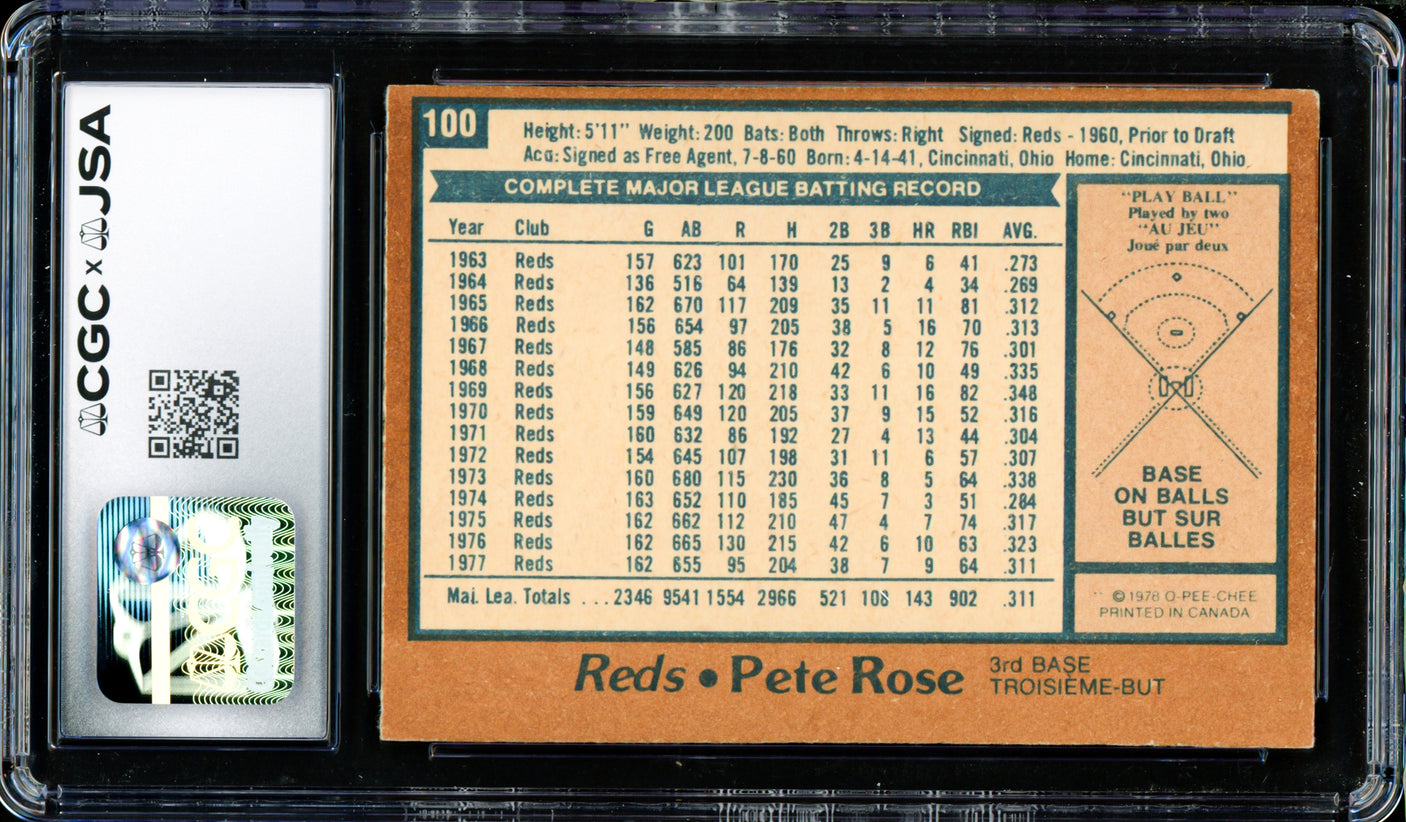 CGC x JSA
100
Height: 5'11" Weight: 200 Bats: Both Throws: Right Signed: Reds - 1960, Prior to Draft
Acq: Signed as Free Agent, 7-8-60 Born: 4-14-41, Cincinnati, Ohio Home: Cincinnati, Ohio
COMPLETE MAJOR LEAGUE BATTING RECORD
Year Club G AB R H 2B 3B HR RBI AVG.
1963 Reds 157 623 101 170 25 9 6 41 .273
1964 Reds 136 516 64 139 13 2 4 34 .269
1965 Reds 162 670 117 209 35 11 11 81 .312
1966 Reds 156 654 97 205 38 5 16 70 .313
1967 Reds 148 585 86 176 32 8 12 76 .301
1968 Reds 149 626 94 210 42 6 10 49 .335
1969 Reds 156 627 120 218 33 11 16 82 .348
1970 Reds 159 649 120 205 37 9 15 52 .316
1971 Reds 160 632 86 192 27 4 13 44 .304
1972 Reds 154 645 107 198 31 11 6 57 .307
1973 Reds 160 680 115 230 36 8 5 64 .338
1974 Reds 163 652 110 185 45 7 3 51 .284
1975 Reds 162 662 112 210 47 4 7 74 .317
1976 Reds 162 665 130 215 42 6 10 63 .323
1977 Reds 162 655 95 204 38 7 9 64 .311
Maj. Lea. Totals ...2346 9541 1554 2966 521 108 143 902 .311
"PLAY BALL"
Played by two
"AU JEU"
Joué par deux
BASE
ON BALLS
BUT SUR
BALLES
©1978 O-PEE-CHEE
PRINTED IN CANADA
Reds • Pete Rose
3rd BASE
TROISIÈME-BUT